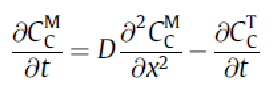 ∂C_C^M/∂t = D ∂²C_C^M/∂x² − ∂C_C^T/∂t